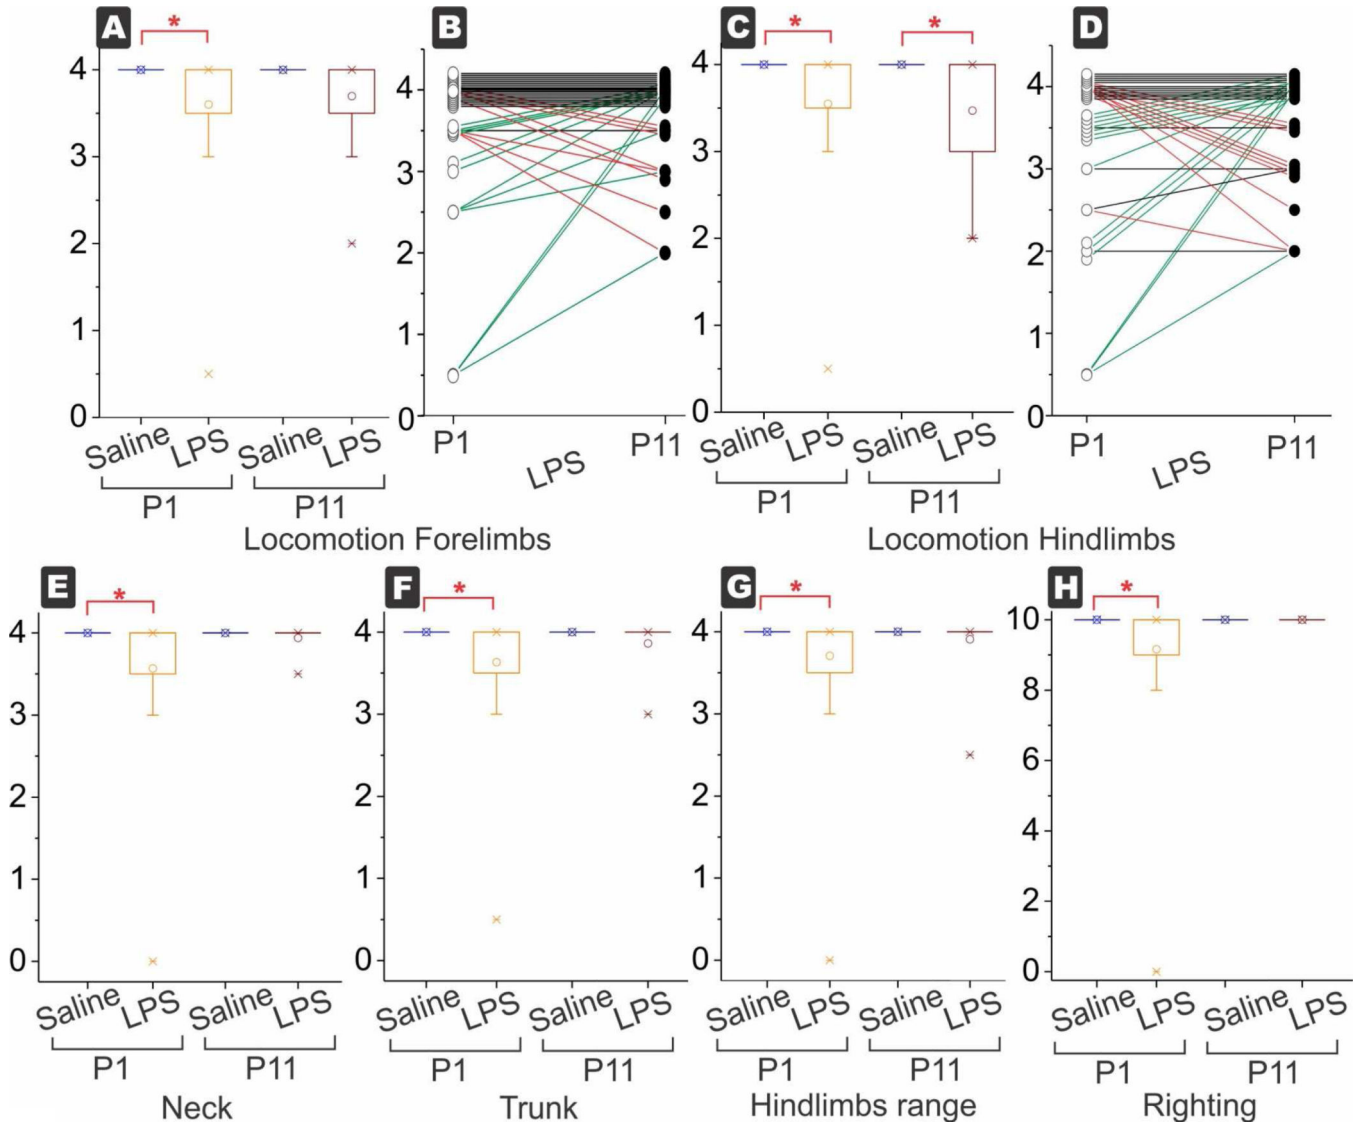 A
*
B
C
*
*
D
4
3
2
1
0
4
3
2
1
0
4
3
2
1
0
4
3
2
1
0
Saline
LPS
Saline
LPS
P1
P11
P1
P11
LPS
Saline
LPS
Saline
LPS
P1
P11
P1
P11
LPS
Locomotion Forelimbs
Locomotion Hindlimbs
E
*
F
*
G
*
H
*
4
3
2
1
0
4
3
2
1
0
4
3
2
1
0
10
8
6
4
2
0
Saline
LPS
Saline
LPS
P1
P11
Saline
LPS
Saline
LPS
P1
P11
Saline
LPS
Saline
LPS
P1
P11
Saline
LPS
Saline
LPS
P1
P11
Neck
Trunk
Hindlimbs range
Righting